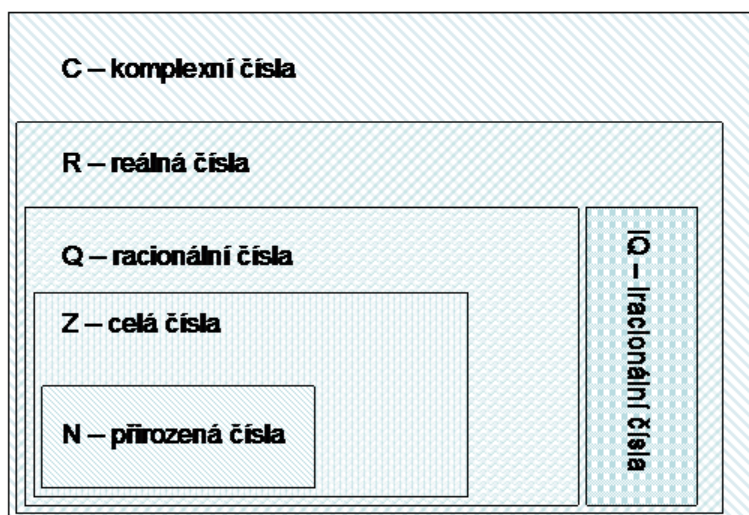 C – komplexní čísla
R – reálná čísla
Q – racionální čísla
Z – celá čísla
N – přirozená čísla
IQ – Iracionální čísla